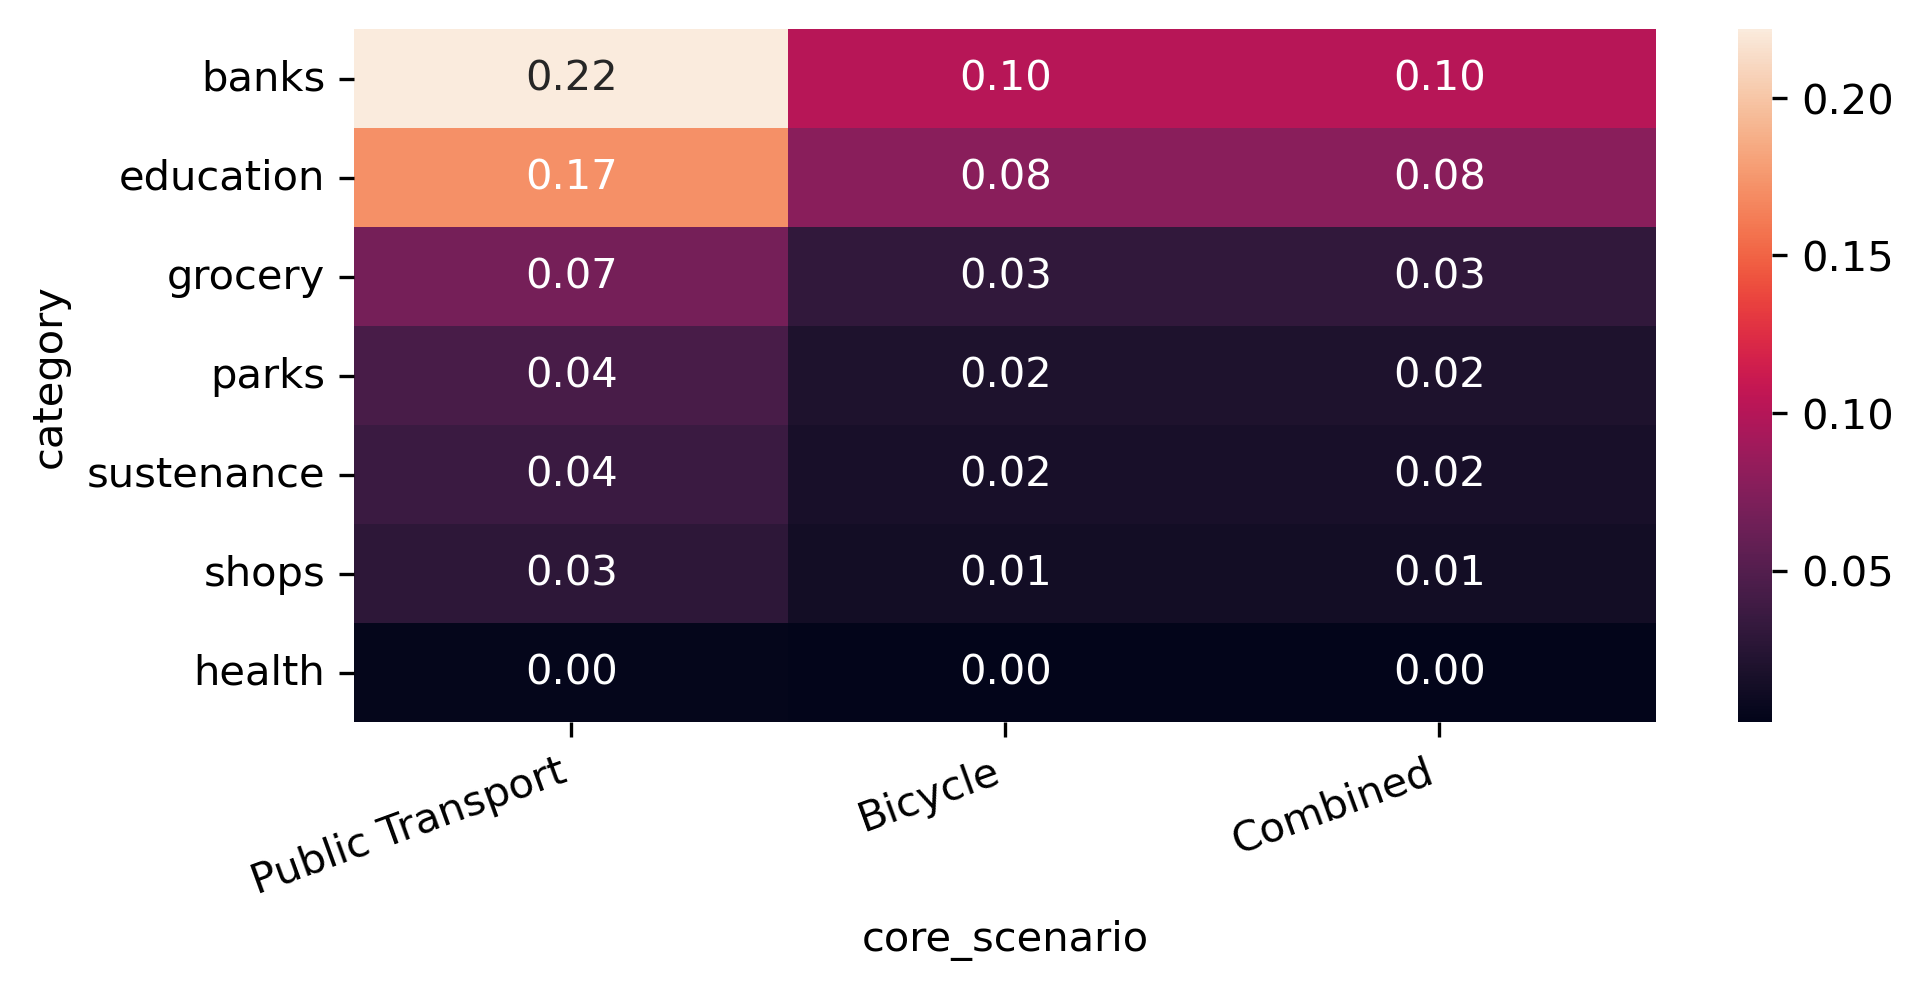 banks 0.22 0.10 0.10 0.20
education 0.17 0.08 0.08
grocery 0.07 0.03 0.03 0.15
parks 0.04 0.02 0.02 0.10
category
sustenance 0.04 0.02 0.02
shops 0.03 0.01 0.01 0.05
health 0.00 0.00 0.00
Public Transport Bicycle Combined
core_scenario